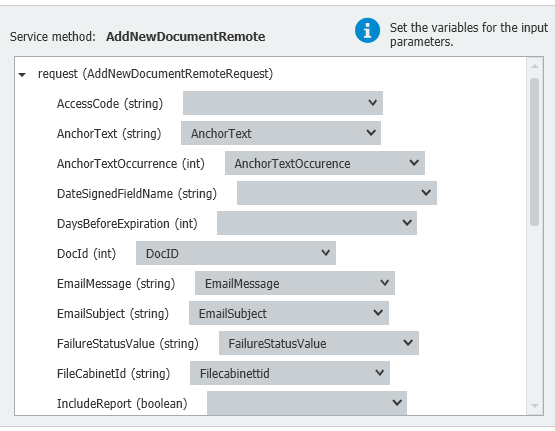 Service method: AddNewDocumentRemote
Set the variables for the input
parameters.
request (AddNewDocumentRemoteRequest)
AccessCode (string)
AnchorText (string) AnchorText
AnchorTextOccurrence (int) AnchorTextOccurence
DateSignedFieldName (string)
DaysBeforeExpiration (int)
DocId (int) DocID
EmailMessage (string) EmailMessage
EmailSubject (string) EmailSubject
FailureStatusValue (string) FailureStatusValue
FileCabinetId (string) Filecabinettid
IncludeReport (boolean)